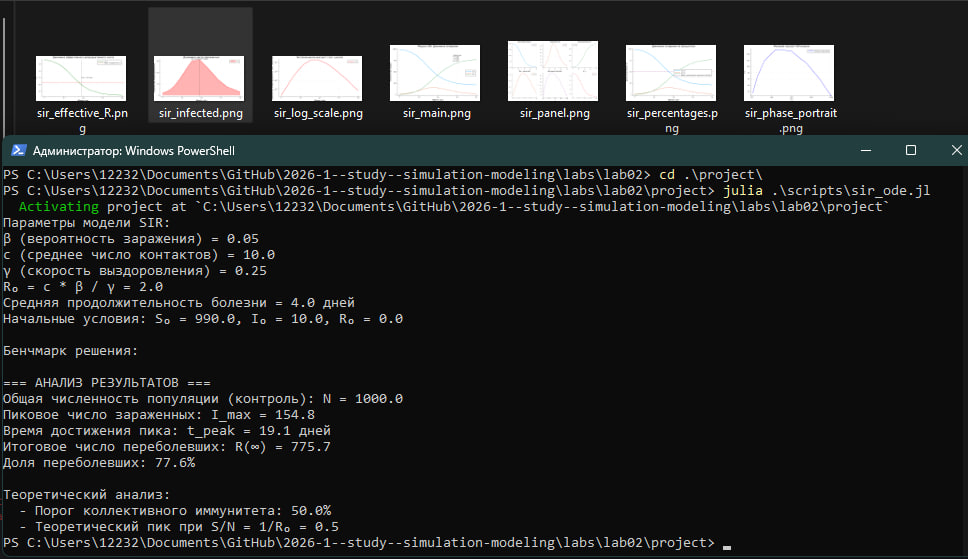 sir_effective_R.pn
g
sir_infected.png
sir_log_scale.png
sir_main.png
sir_panel.png
sir_percentages.p
ng
sir_phase_portrait
.png
Администратор: Windows PowerShell
PS C:\Users\12232\Documents\GitHub\2026-1--study--simulation-modeling\labs\lab02> cd .\project\
PS C:\Users\12232\Documents\GitHub\2026-1--study--simulation-modeling\labs\lab02\project> julia .\scripts\sir_ode.jl
Activating project at `C:\Users\12232\Documents\GitHub\2026-1--study--simulation-modeling\labs\lab02\project`
Параметры модели SIR:
β (вероятность заражения) = 0.05
c (среднее число контактов) = 10.0
γ (скорость выздоровления) = 0.25
R₀ = c * β / γ = 2.0
Средняя продолжительность болезни = 4.0 дней
Начальные условия: S₀ = 990.0, I₀ = 10.0, R₀ = 0.0
Бенчмарк решения:
=== АНАЛИЗ РЕЗУЛЬТАТОВ ===
Общая численность популяции (контроль): N = 1000.0
Пиковое число зараженных: I_max = 154.8
Время достижения пика: t_peak = 19.1 дней
Итоговое число переболевших: R(∞) = 775.7
Доля переболевших: 77.6%
Теоретический анализ:
- Порог коллективного иммунитета: 50.0%
- Теоретический пик при S/N = 1/R₀ = 0.5
PS C:\Users\12232\Documents\GitHub\2026-1--study--simulation-modeling\labs\lab02\project>